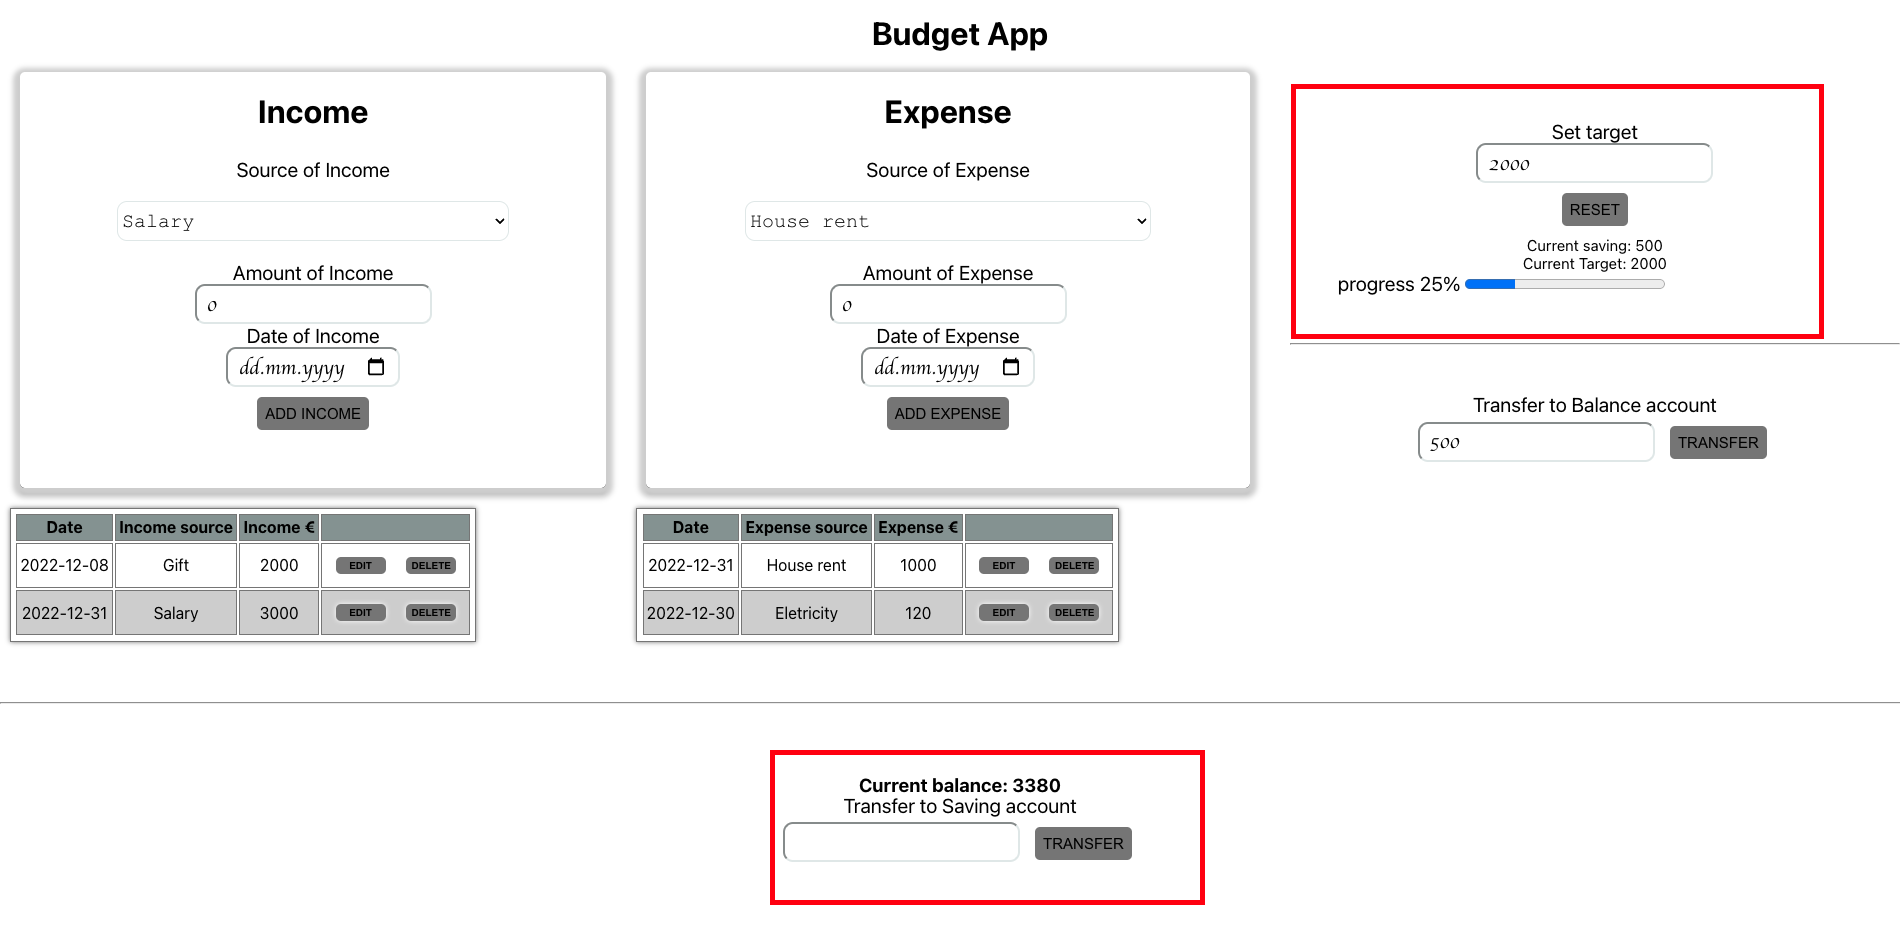 Budget App
Income
Source of Income
Salary
Amount of Income
0
Date of Income
dd.mm.yyyy
ADD INCOME
Expense
Source of Expense
House rent
Amount of Expense
0
Date of Expense
dd.mm.yyyy
ADD EXPENSE
Set target
2000
RESET
Current saving: 500
Current Target: 2000
progress 25%
Transfer to Balance account
500 TRANSFER
Date Income source Income €
2022-12-08 Gift 2000 EDIT DELETE
2022-12-31 Salary 3000 EDIT DELETE
Date Expense source Expense €
2022-12-31 House rent 1000 EDIT DELETE
2022-12-30 Eletricity 120 EDIT DELETE
Current balance: 3380
Transfer to Saving account
TRANSFER